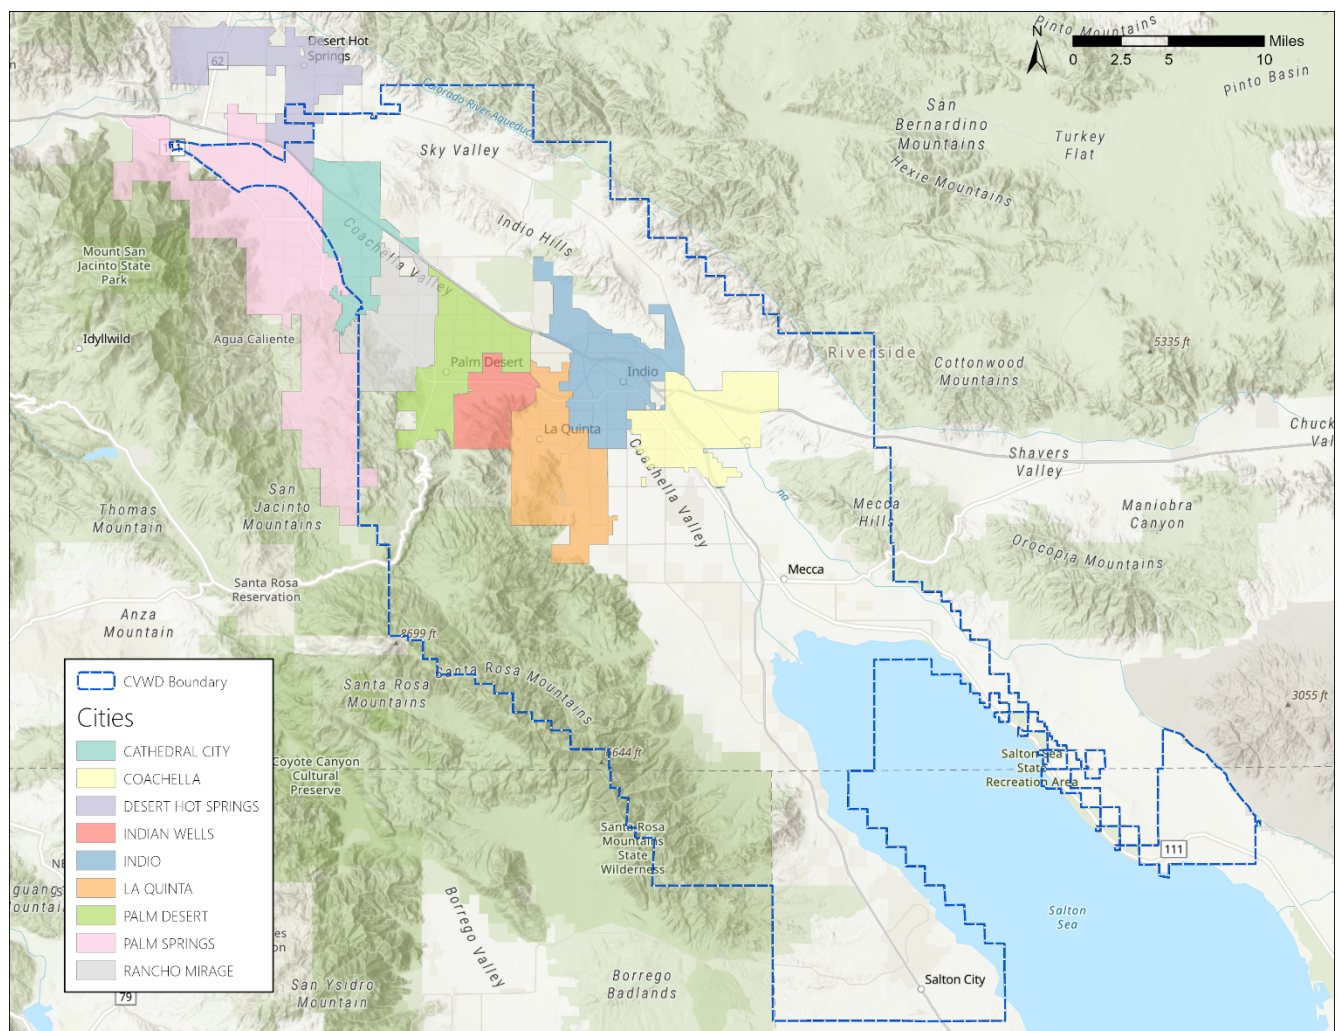 Pinto Mountains
Pinto Basin
N
Miles
0
2.5
5
10
Desert Hot
Springs
62
Colorado River Aqueduct
San
Bernardino
Mountains
Turkey
Flat
Hexie Mountains
Sky Valley
111
Indio Hills
Coachella Valley
Mount San
Jacinto State
Park
Idyllwild
Agua Caliente
Riverside
5335 ft
Cottonwood
Mountains
Palm Desert
Indio
La Quinta
Coachella Valley
Shavers
Valley
Mecca
Hills
Maniobra
Canyon
Orocopia Mountains
San
Jacinto
Mountains
Thomas
Mountain
Mecca
Santa Rosa
Reservation
Anza
Mountain
8699 ft
Santa Rosa Mountains
Santa Rosa
Mountains
3055 ft
6644 ft
Coyote Canyon
Cultural
Preserve
Salton Sea
State
Recreation Area
Santa Rosa
Mountains
State
Wilderness
111
Salton
Sea
Borrego Valley
Borrego
Badlands
Salton City
San Ysidro
Mountain
79
CVWD Boundary
Cities
CATHEDRAL CITY
COACHELLA
DESERT HOT SPRINGS
INDIAN WELLS
INDIO
LA QUINTA
PALM DESERT
PALM SPRINGS
RANCHO MIRAGE